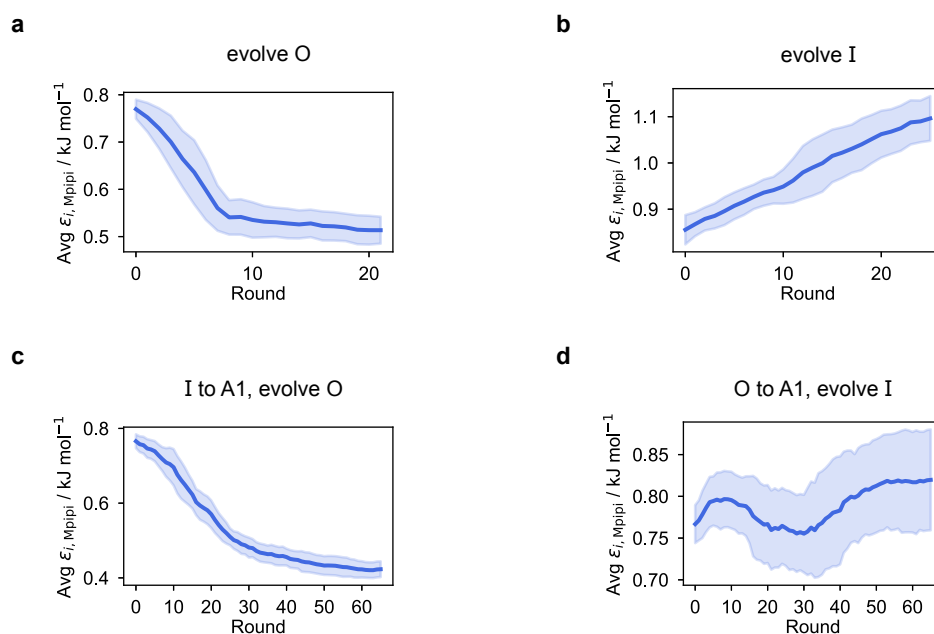 a
evolve O
Avg εi, Mpipi / kJ mol−1
0.8
0.7
0.6
0.5
0
10
20
Round
b
evolve I
Avg εi, Mpipi / kJ mol−1
1.1
1.0
0.9
0
10
20
Round
c
I to A1, evolve O
Avg εi, Mpipi / kJ mol−1
0.8
0.6
0.4
0 10 20 30 40 50 60
Round
d
O to A1, evolve I
Avg εi, Mpipi / kJ mol−1
0.85
0.80
0.75
0.70
0 10 20 30 40 50 60
Round